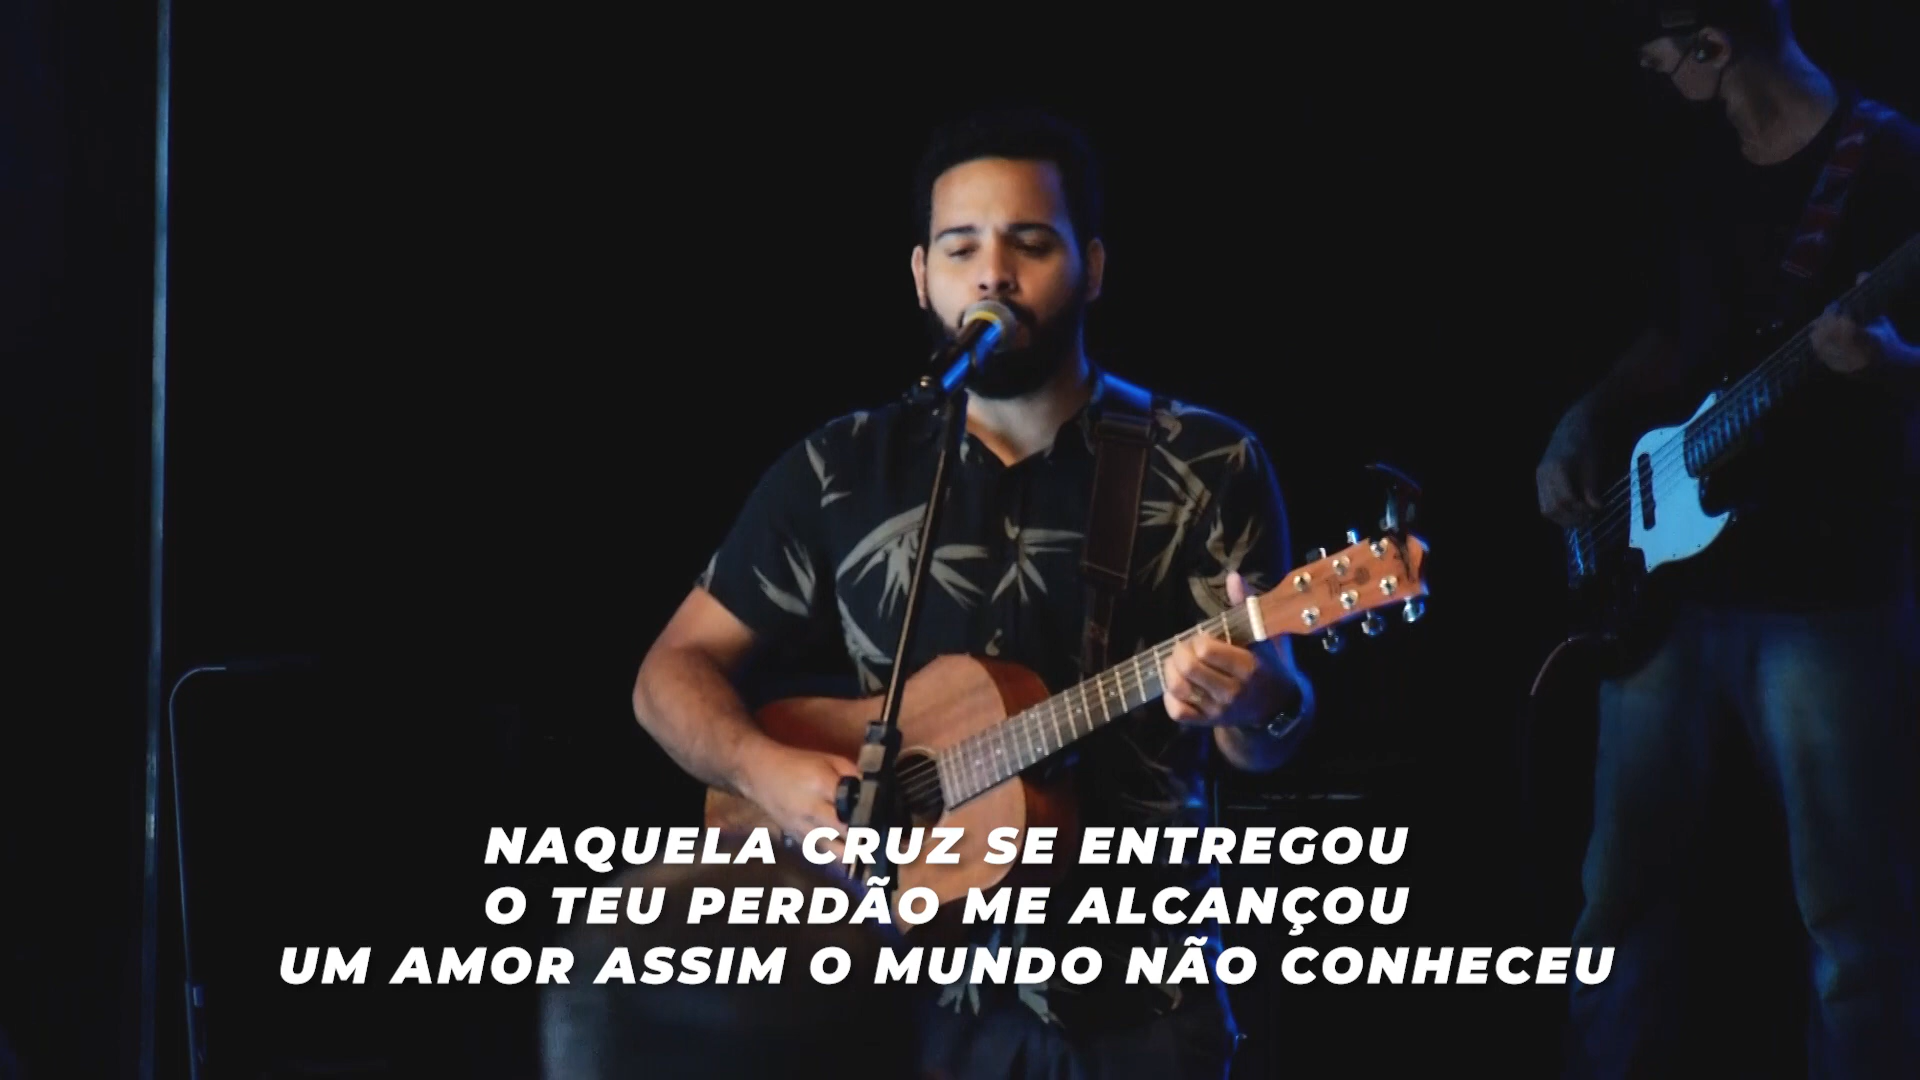 NAQUELA CRUZ SE ENTREGOU
O TEU PERDÃO ME ALCANÇOU
UM AMOR ASSIM O MUNDO NÃO CONHECEU